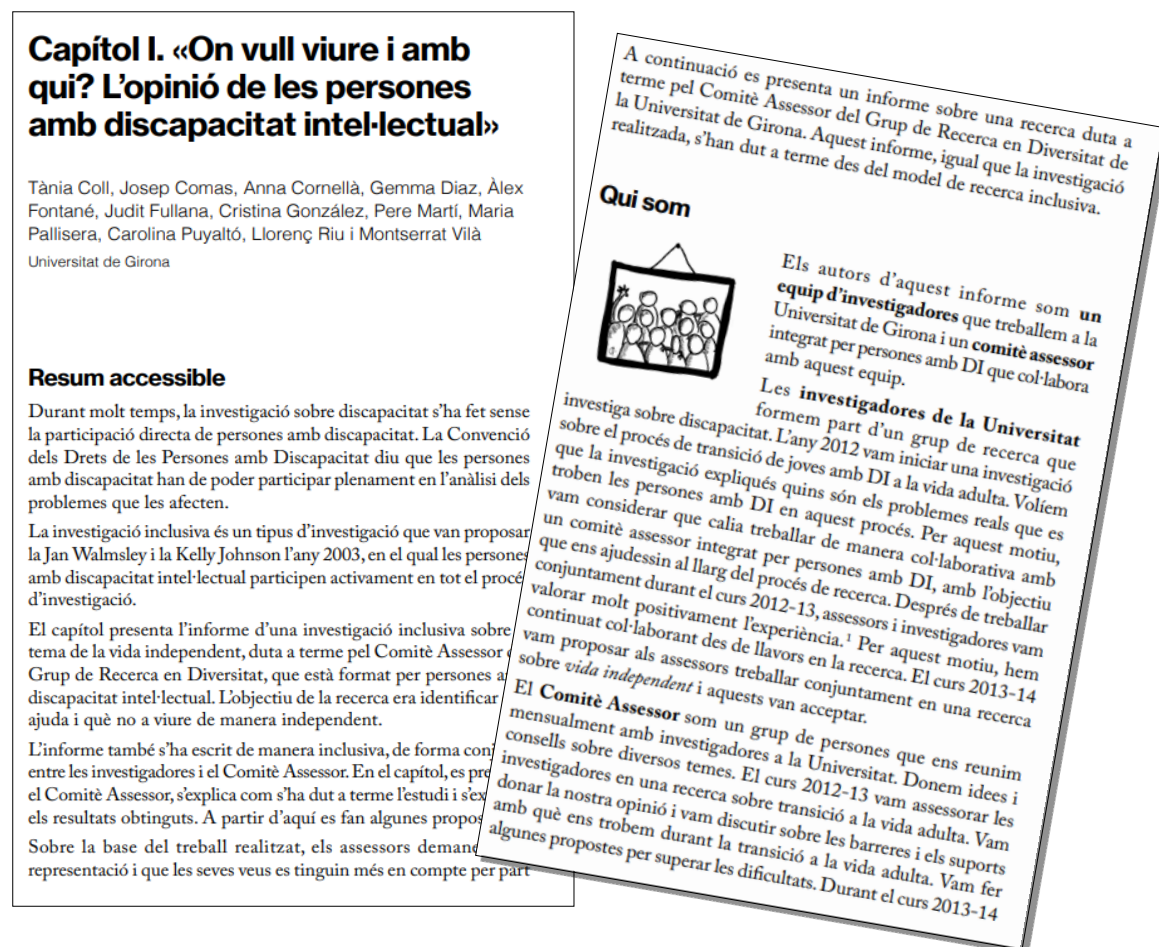 Capítol I. «On vull viure i amb
qui? L'opinió de les persones
amb discapacitat intel·lectual»
Tània Coll, Josep Comas, Anna Cornellà, Gemma Diaz, Àlex
Fontané, Judit Fullana, Cristina González, Pere Martí, Maria
Pallisera, Carolina Puyaltó, Llorenç Riu i Montserrat Vilà
Universitat de Girona
Resum accessible
Durant molt temps, la investigació sobre discapacitat s'ha fet sense
la participació directa de persones amb discapacitat. La Convenció
dels Drets de les Persones amb Discapacitat diu que les persones
amb discapacitat han de poder participar plenament en l'anàlisi dels
problemes que les afecten.
La investigació inclusiva és un tipus d'investigació que van proposar
la Jan Walmsley i la Kelly Johnson l'any 2003, en el qual les persones
amb discapacitat intel·lectual participen activament en tot el procé
d'investigació.
El capítol presenta l'informe d'una investigació inclusiva sobre
tema de la vida independent, duta a terme pel Comitè Assessor
Grup de Recerca en Diversitat, que està format per persones a
discapacitat intel·lectual. L'objectiu de la recerca era identificar
ajuda i què no a viure de manera independent.
L'informe també s'ha escrit de manera inclusiva, de forma con
entre les investigadores i el Comitè Assessor. En el capítol, es pre
el Comitè Assessor, s'explica com s'ha dut a terme l'estudi i s'ex
els resultats obtinguts. A partir d'aquí es fan algunes propos
Sobre la base del treball realitzat, els assessors demane
representació i que les seves veus es tinguin més en compte per part
A continuació es presenta un informe sobre una recerca duta a
terme pel Comitè Assessor del Grup de Recerca en Diversitat de
la Universitat de Girona. Aquest informe, igual que la investigació
realitzada, s'han dut a terme des del model de recerca inclusiva.
Qui som
Els autors d'aquest informe som un
equip d'investigadores que treballem a la
Universitat de Girona i un comitè assessor
integrat per persones amb DI que col·labora
amb aquest equip.
Les investigadores de la Universitat
formem part d'un grup de recerca que
investiga sobre discapacitat. L'any 2012 vam iniciar una investigació
sobre el procés de transició de joves amb DI a la vida adulta. Volíem
que la investigació expliqués quins són els problemes reals que es
troben les persones amb DI en aquest procés. Per aquest motiu,
vam considerar que calia treballar de manera col·laborativa amb
un comitè assessor integrat per persones amb DI, amb l'objectiu
que ens ajudessin al llarg del procés de recerca. Després de treballar
conjuntament durant el curs 2012-13, assessors i investigadores vam
valorar molt positivament l'experiència.¹ Per aquest motiu, hem
continuat col·laborant des de llavors en la recerca. El curs 2013-14
vam proposar als assessors treballar conjuntament en una recerca
sobre vida independent i aquests van acceptar.
El Comitè Assessor som un grup de persones que ens reunim
mensualment amb investigadores a la Universitat. Donem idees i
consells sobre diversos temes. El curs 2012-13 vam assessorar les
investigadores en una recerca sobre transició a la vida adulta. Vam
donar la nostra opinió i vam discutir sobre les barreres i els suports
amb què ens trobem durant la transició a la vida adulta. Vam fer
algunes propostes per superar les dificultats. Durant el curs 2013-14